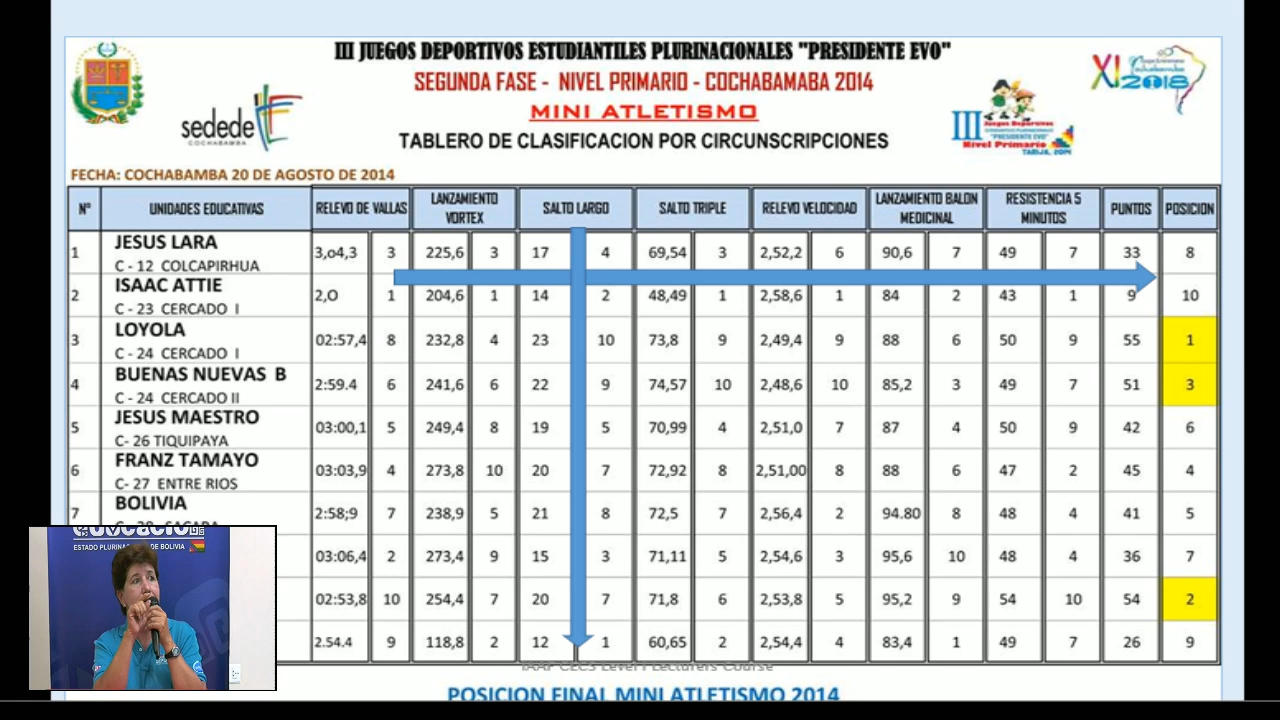 III JUEGOS DEPORTIVOS ESTUDIANTILES PLURINACIONALES "PRESIDENTE EVO"
SEGUNDA FASE - NIVEL PRIMARIO - COCHABAMABA 2014
MINI ATLETISMO
TABLERO DE CLASIFICACION POR CIRCUNSCRIPCIONES
sedede
COCHABAMBA
III Juegos Deportivos
"PRESIDENTE EVO"
Nivel Primario
TARIJA, 2014
XI
Cochabamba
2018
FECHA: COCHABAMBA 20 DE AGOSTO DE 2014
N° UNIDADES EDUCATIVAS RELEVO DE VALLAS LANZAMIENTO VORTEX SALTO LARGO SALTO TRIPLE RELEVO VELOCIDAD LANZAMIENTO BALON MEDICINAL RESISTENCIA 5 MINUTOS PUNTOS POSICION
1 JESUS LARA 3,o4,3 3 225,6 3 17 4 69,54 3 2,52,2 6 90,6 7 49 7 33 8
C - 12 COLCAPIRHUA
2 ISAAC ATTIE 2,O 1 204,6 1 14 2 48,49 1 2,58,6 1 84 2 43 1 9 10
C - 23 CERCADO I
3 LOYOLA 02:57,4 8 232,8 4 23 10 73,8 9 2,49,4 9 88 6 50 9 55 1
C - 24 CERCADO I
4 BUENAS NUEVAS B 2:59.4 6 241,6 6 22 9 74,57 10 2,48,6 10 85,2 3 49 7 51 3
C - 24 CERCADO II
5 JESUS MAESTRO 03:00,1 5 249,4 8 19 5 70,99 4 2,51,0 7 87 4 50 9 42 6
C- 26 TIQUIPAYA
6 FRANZ TAMAYO 03:03,9 4 273,8 10 20 7 72,92 8 2,51,00 8 88 6 47 2 45 4
C- 27 ENTRE RIOS
7 BOLIVIA 2:58;9 7 238,9 5 21 8 72,5 7 2,56,4 2 94.80 8 48 4 41 5
03:06,4 2 273,4 9 15 3 71,11 5 2,54,6 3 95,6 10 48 4 36 7
02:53,8 10 254,4 7 20 7 71,8 6 2,53,8 5 95,2 9 54 10 54 2
2.54.4 9 118,8 2 12 1 60,65 2 2,54,4 4 83,4 1 49 7 26 9
IAAF CECS Level I Lecturers Course
POSICION FINAL MINI ATLETISMO 2014